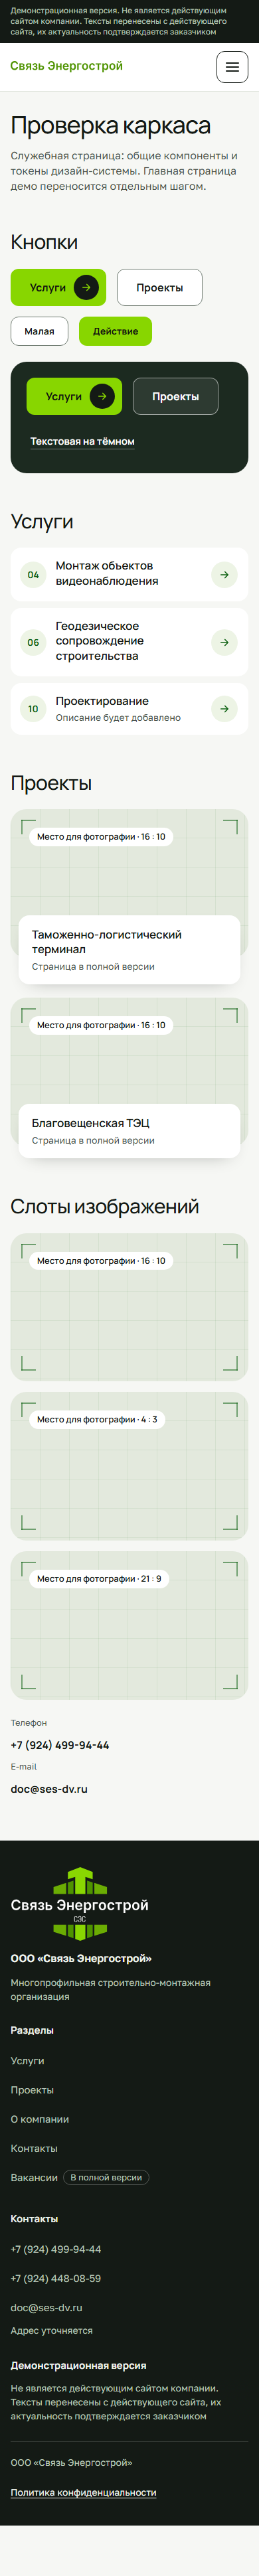 Демонстрационная версия. Не является действующим
сайтом компании. Тексты перенесены с действующего
сайта, их актуальность подтверждается заказчиком
Связь Энергострой
Проверка каркаса
Служебная страница: общие компоненты и
токены дизайн-системы. Главная страница
демо переносится отдельным шагом.
Кнопки
Услуги
Проекты
Малая
Действие
Услуги
Проекты
Текстовая на тёмном
Услуги
04
Монтаж объектов
видеонаблюдения
06
Геодезическое
сопровождение
строительства
10
Проектирование
Описание будет добавлено
Проекты
Место для фотографии · 16 : 10
Таможенно-логистический
терминал
Страница в полной версии
Место для фотографии · 16 : 10
Благовещенская ТЭЦ
Страница в полной версии
Слоты изображений
Место для фотографии · 16 : 10
Место для фотографии · 4 : 3
Место для фотографии · 21 : 9
Телефон
+7 (924) 499-94-44
E-mail
doc@ses-dv.ru
Связь Энергострой
СЭС
ООО «Связь Энергострой»
Многопрофильная строительно-монтажная
организация
Разделы
Услуги
Проекты
О компании
Контакты
Вакансии
В полной версии
Контакты
+7 (924) 499-94-44
+7 (924) 448-08-59
doc@ses-dv.ru
Адрес уточняется
Демонстрационная версия
Не является действующим сайтом компании.
Тексты перенесены с действующего сайта, их
актуальность подтверждается заказчиком
ООО «Связь Энергострой»
Политика конфиденциальности